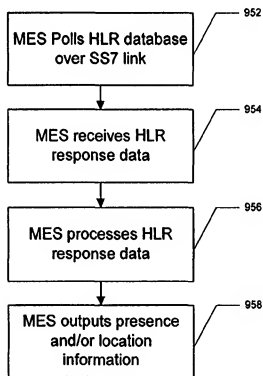 952
MES Polls HLR database
over SS7 link
954
MES receives HLR
response data
956
MES processes HLR
response data
958
MES outputs presence
and/or location
information